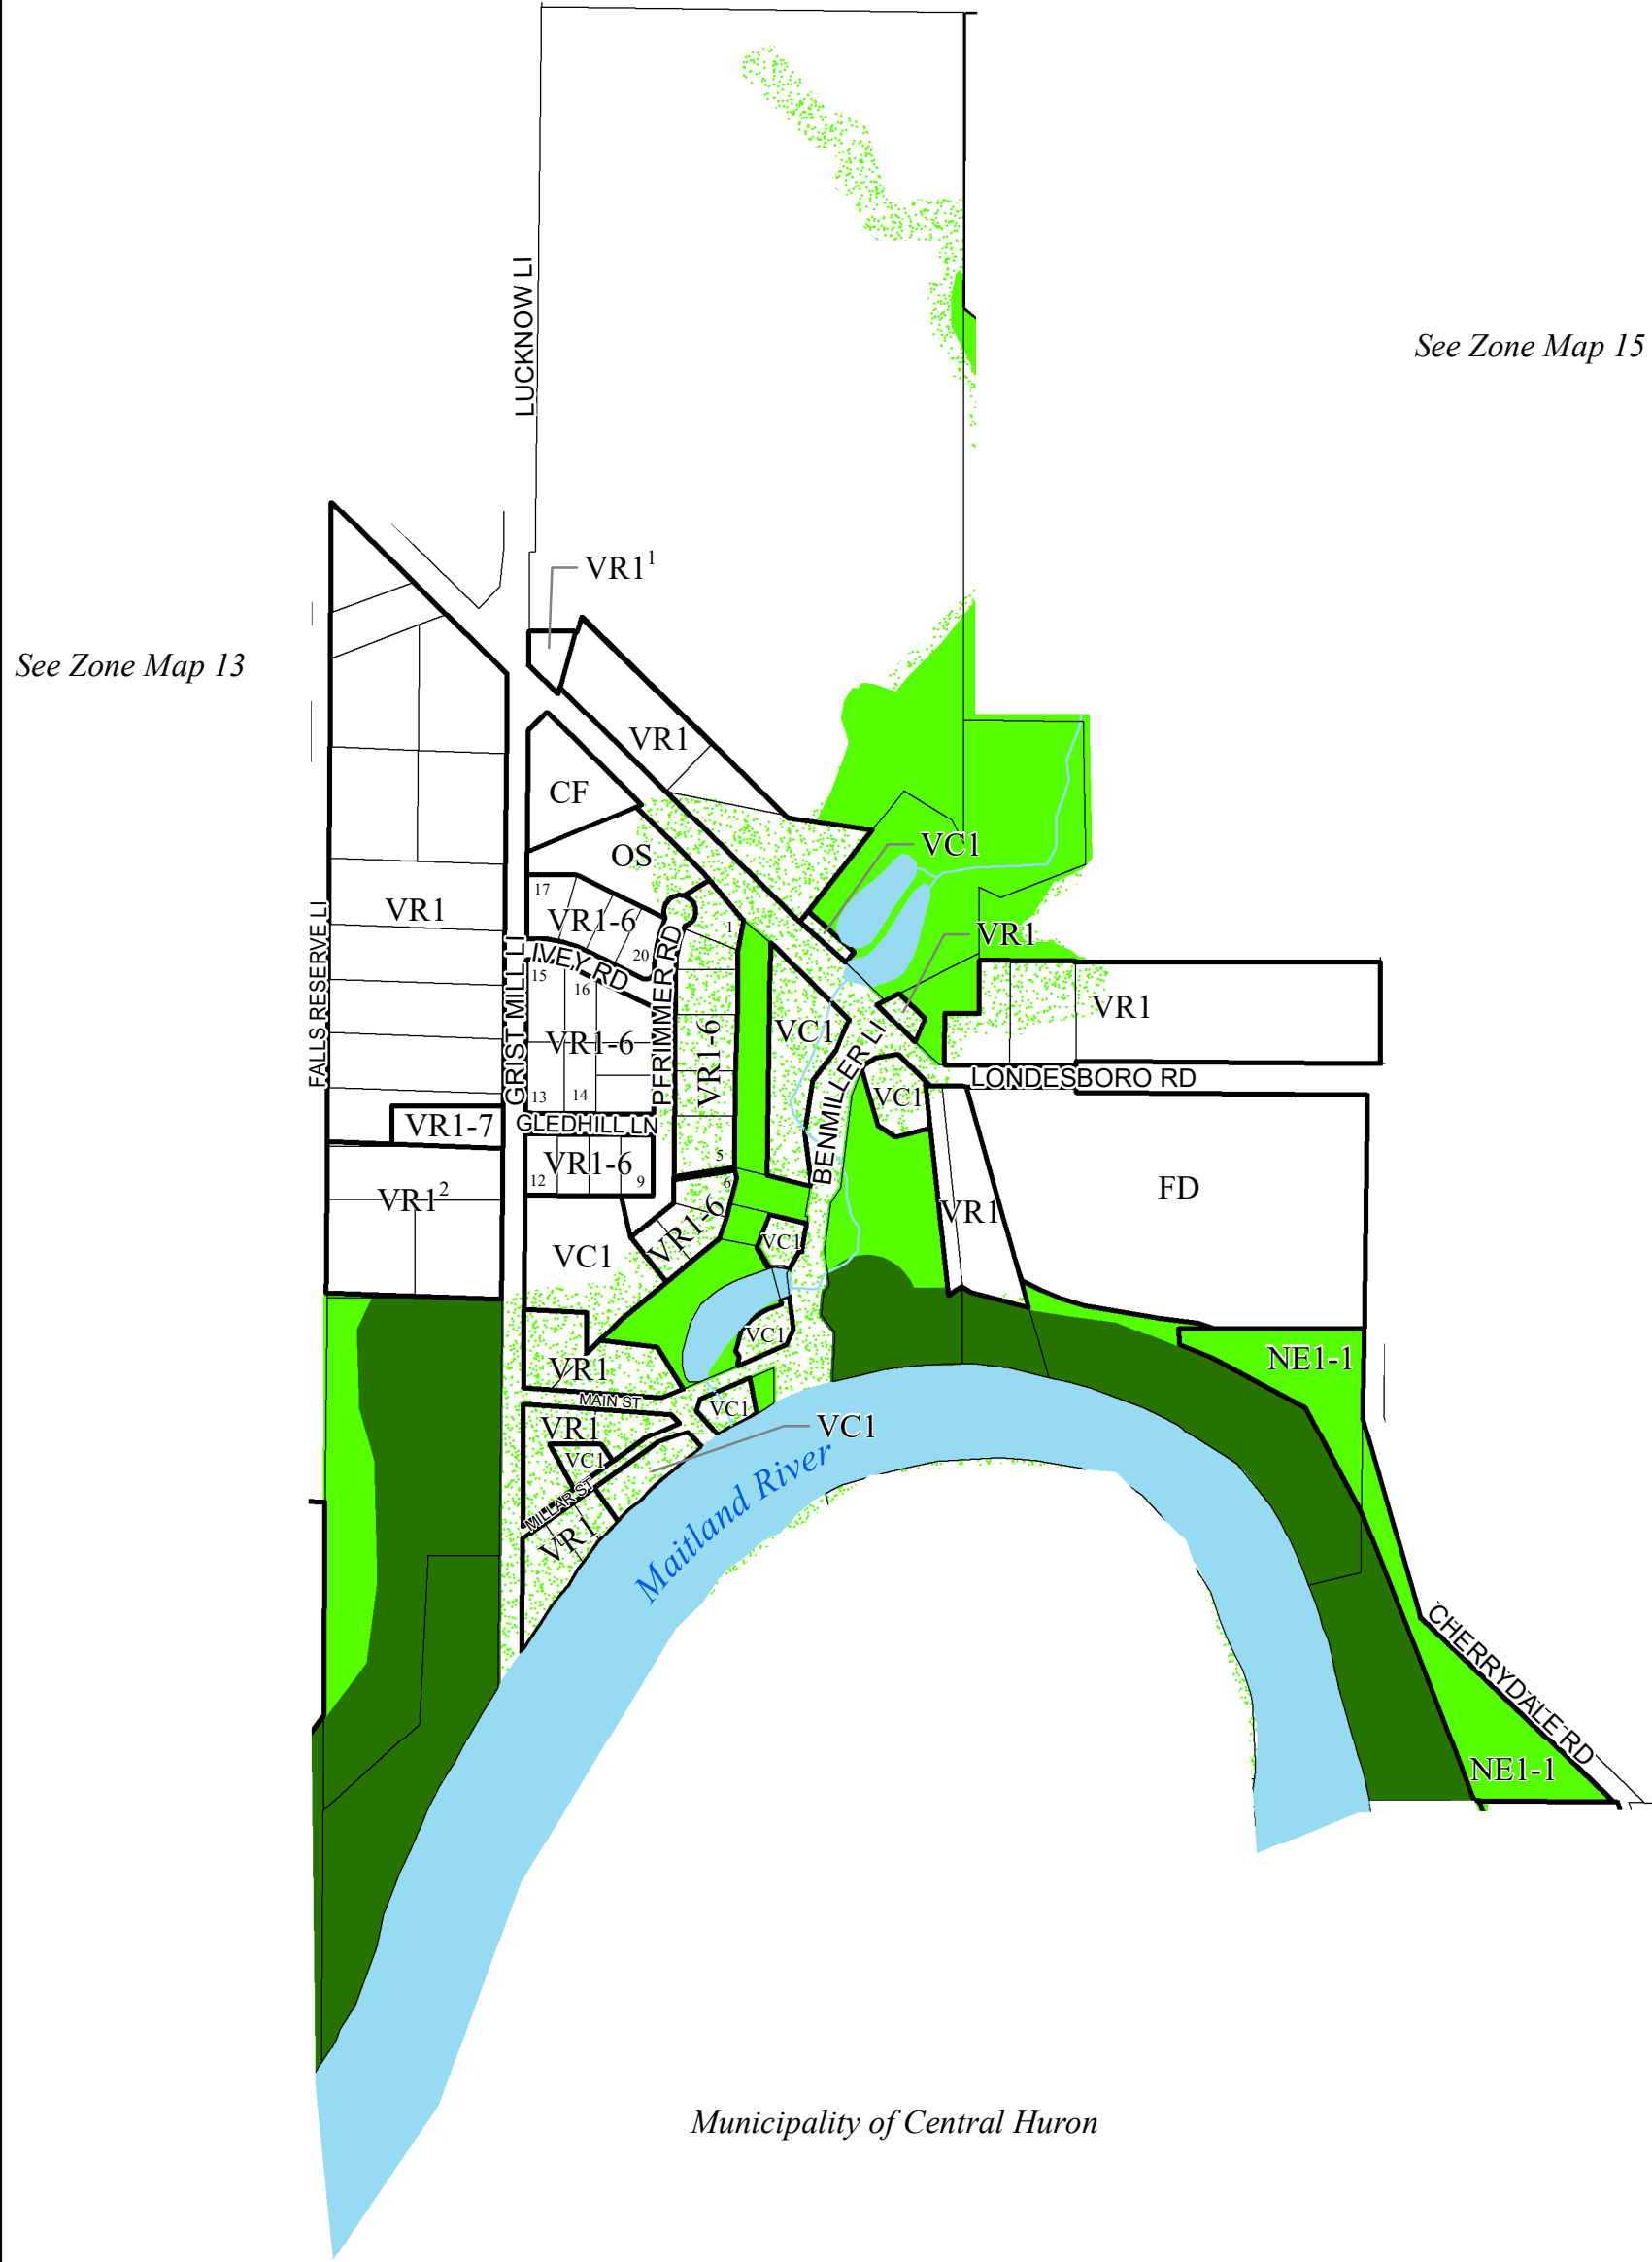 LUCKNOW LI
See Zone Map 15
VR1¹
See Zone Map 13
VR1
CF
VC1
OS
17
VR1-6
20
1
VR1
FALLS RESERVE LI
VR1
GRIST MILL LI
IVEY RD
PFRIMMER RD
15
16
VR1-6
13
14
VR1-6
VC1
BENMILLER LI
VR1
LONDESBORO RD
VC1
VR1-7
GLEDHILL LN
VR1-6
12
9
5
6
VR1²
VR1-6
VR1
FD
VC1
VC1
VC1
NE1-1
VR1
MAIN ST
VC1
VR1
VC1
VC1
MILLAR ST
VR1
Maitland River
CHERRYDALE RD
NE1-1
Municipality of Central Huron